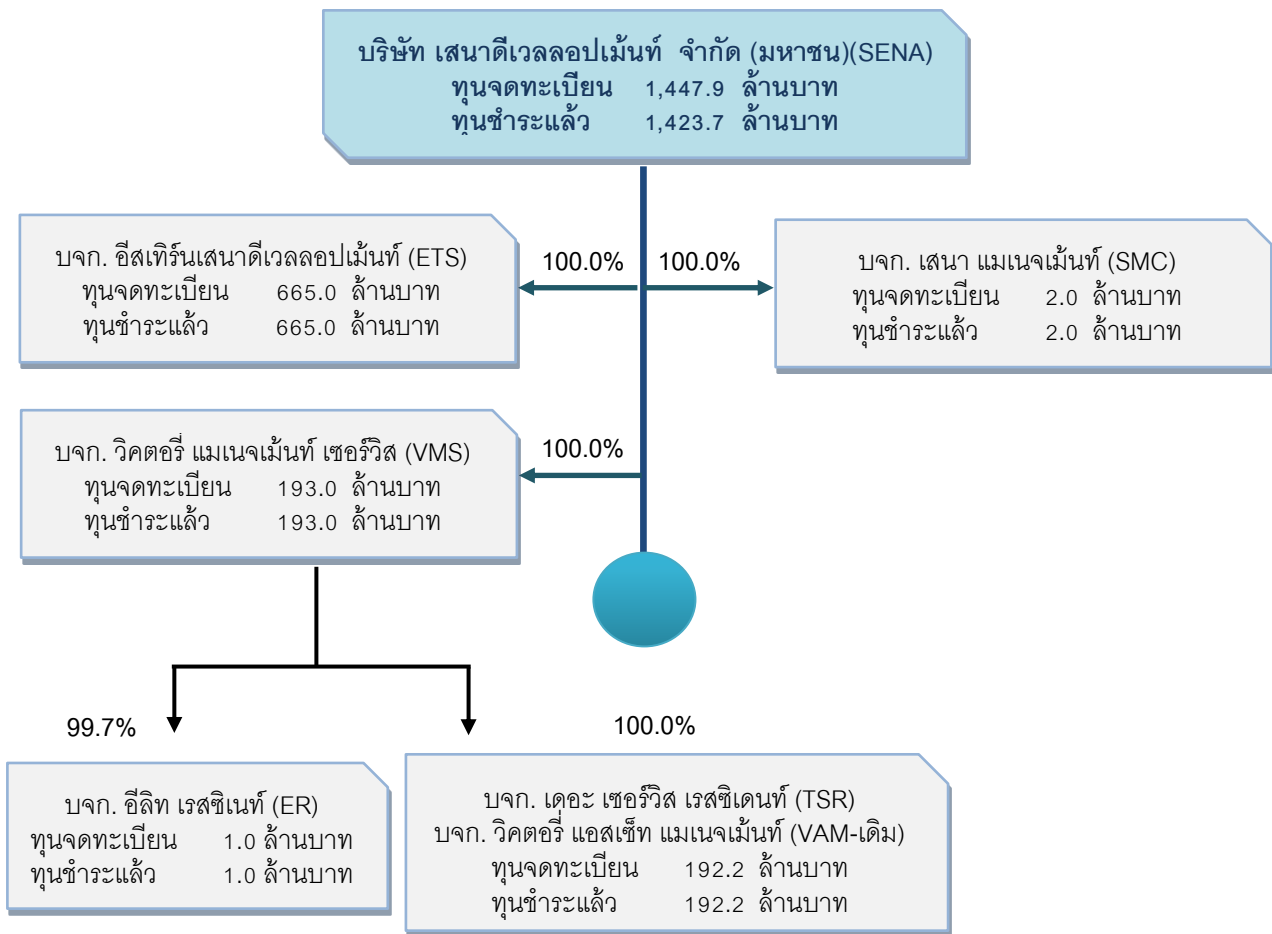 บริษัท เสนาดีเวลลอปเม้นท์ จำกัด (มหาชน)(SENA)
ทุนจดทะเบียน 1,447.9 ล้านบาท
ทุนชำระแล้ว 1,423.7 ล้านบาท
บจก. อีสเทิร์นเสนาดีเวลลอปเม้นท์ (ETS)
ทุนจดทะเบียน 665.0 ล้านบาท
ทุนชำระแล้ว 665.0 ล้านบาท
100.0%
100.0%
บจก. เสนา แมเนจเม้นท์ (SMC)
ทุนจดทะเบียน 2.0 ล้านบาท
ทุนชำระแล้ว 2.0 ล้านบาท
บจก. วิคตอรี่ แมเนจเม้นท์ เซอร์วิส (VMS)
ทุนจดทะเบียน 193.0 ล้านบาท
ทุนชำระแล้ว 193.0 ล้านบาท
100.0%
99.7%
100.0%
บจก. อีลิท เรสซิเนท์ (ER)
ทุนจดทะเบียน 1.0 ล้านบาท
ทุนชำระแล้ว 1.0 ล้านบาท
บจก. เดอะ เซอร์วิส เรสซิเดนท์ (TSR)
บจก. วิคตอรี่ แอสเซ็ท แมเนจเม้นท์ (VAM-เดิม)
ทุนจดทะเบียน 192.2 ล้านบาท
ทุนชำระแล้ว 192.2 ล้านบาท